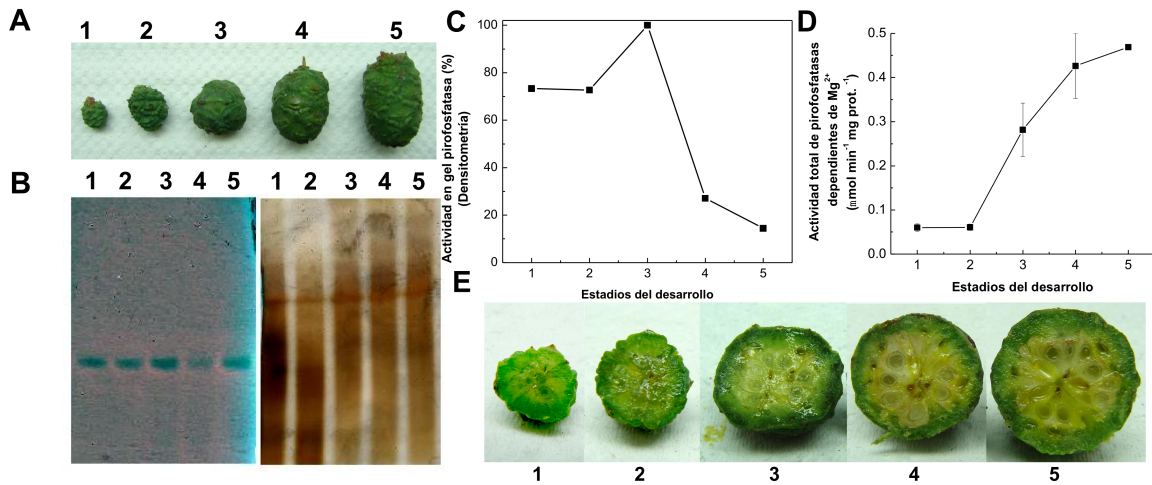 A
1 2 3 4 5
B
1 2 3 4 5
1 2 3 4 5
C
Actividad en gel pirofosfatasa (%)
(Densitometría)
100
80
60
40
20
0
1 2 3 4 5
Estadios del desarrollo
D
Actividad total de pirofosfatasas
dependientes de Mg²⁺
mol min⁻¹ mg prot.⁻¹)
0.5
0.4
0.3
0.2
0.1
0.0
1 2 3 4 5
Estadios del desarrollo
E
1 2 3 4 5